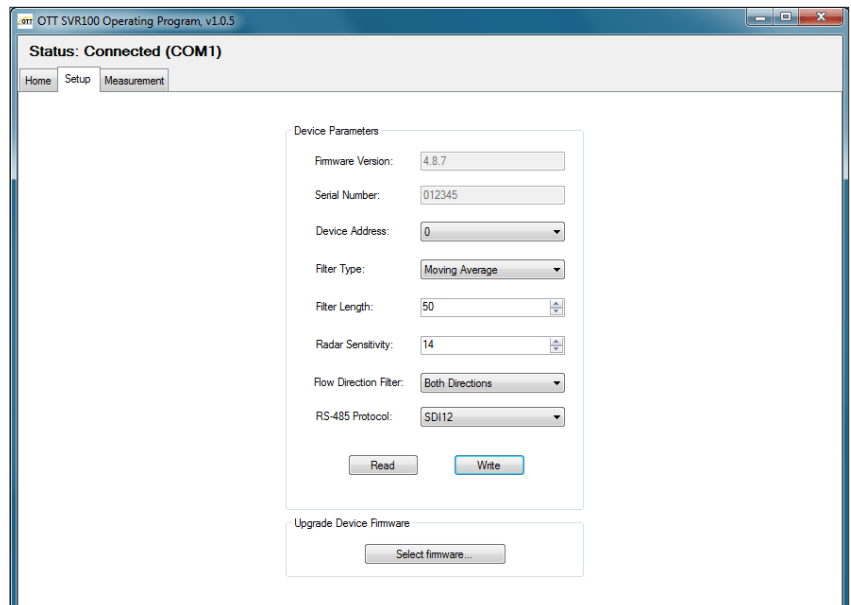 OTT OTT SVR100 Operating Program, v1.0.5
Status: Connected (COM1)
Home Setup Measurement
Device Parameters
Firmware Version: 4.8.7
Serial Number: 012345
Device Address: 0
Filter Type: Moving Average
Filter Length: 50
Radar Sensitivity: 14
Flow Direction Filter: Both Directions
RS-485 Protocol: SDI12
Read Write
Upgrade Device Firmware
Select firmware...